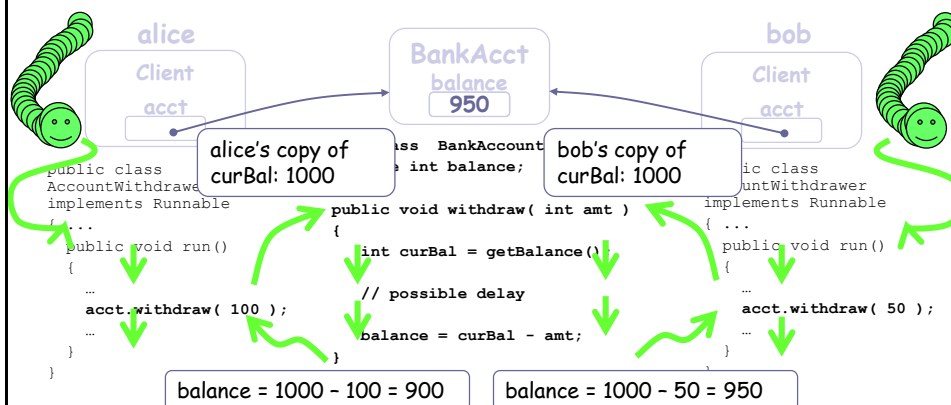 alice
Client
acct
BankAcct
balance
950
bob
Client
acct
alice's copy of
curBal: 1000
bob's copy of
curBal: 1000
public class
AccountWithdrawer
implements Runnable
{ ...
public void run()
{
…
acct.withdraw( 100 );
…
}
}
BankAccount
int balance;
public void withdraw( int amt )
{
int curBal = getBalance();
// possible delay
balance = curBal - amt;
}
class
implements Runnable
{ ...
public void run()
{
…
acct.withdraw( 50 );
…
}
balance = 1000 – 100 = 900
balance = 1000 – 50 = 950